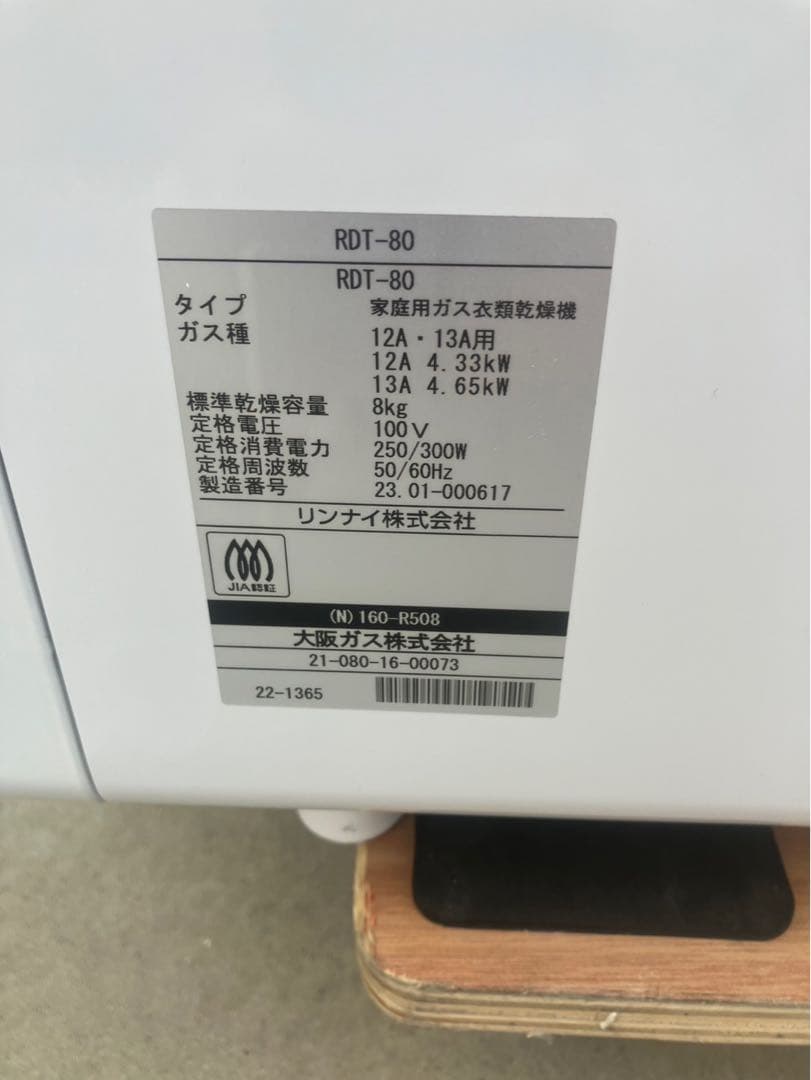 RDT-80
RDT-80
タイプ 家庭用ガス衣類乾燥機
ガス種 12A・13A用
12A 4.33kW
13A 4.65kW
標準乾燥容量 8kg
定格電圧 100V
定格消費電力 250/300W
定格周波数 50/60Hz
製造番号 23.01-000617
リンナイ株式会社
JIA認証
(N)160-R508
大阪ガス株式会社
21-080-16-00073
22-1365